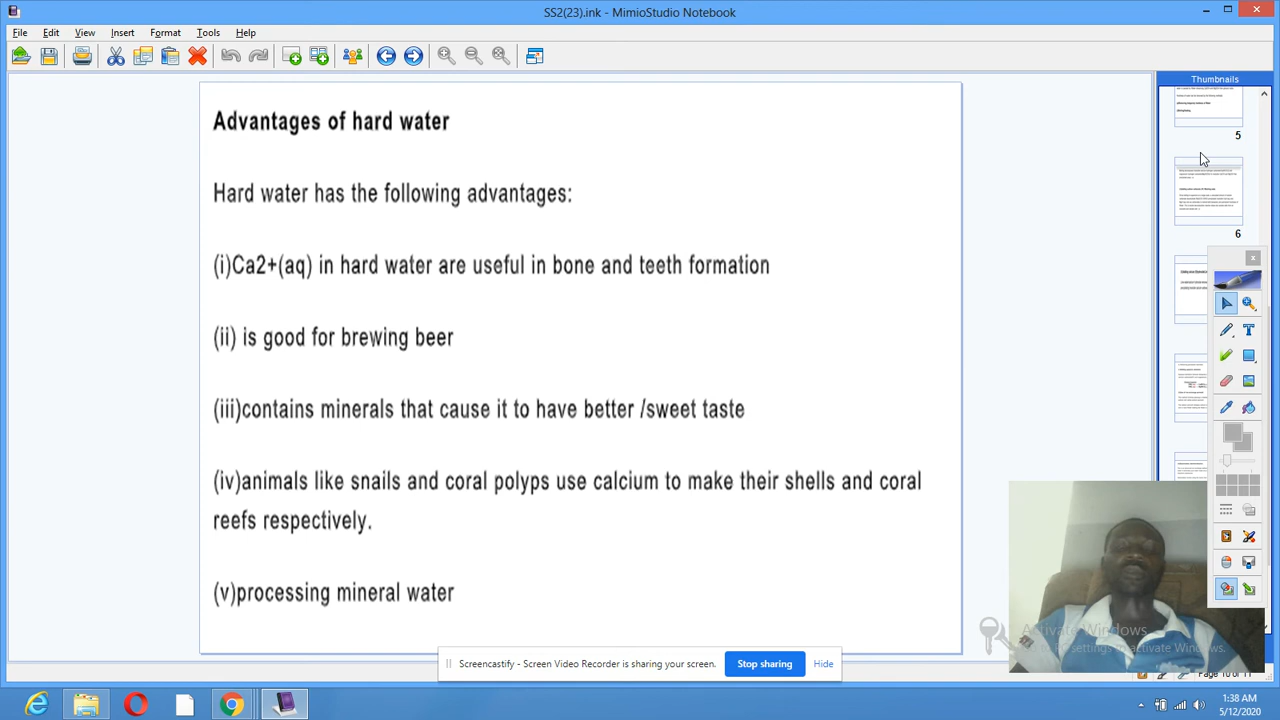 SS2(23).ink - MimioStudio Notebook
File Edit View Insert Format Tools Help
Thumbnails
Advantages of hard water
Hard water has the following advantages:
(i)Ca2+(aq) in hard water are useful in bone and teeth formation
(ii) is good for brewing beer
(iii)contains minerals that cause it to have better /sweet taste
(iv)animals like snails and coral polyps use calcium to make their shells and coral
reefs respectively.
(v)processing mineral water
5
6
Activate Windows
settings to activate Windows.
Screencastify - Screen Video Recorder is sharing your screen. Stop sharing Hide
1:38 AM
5/12/2020